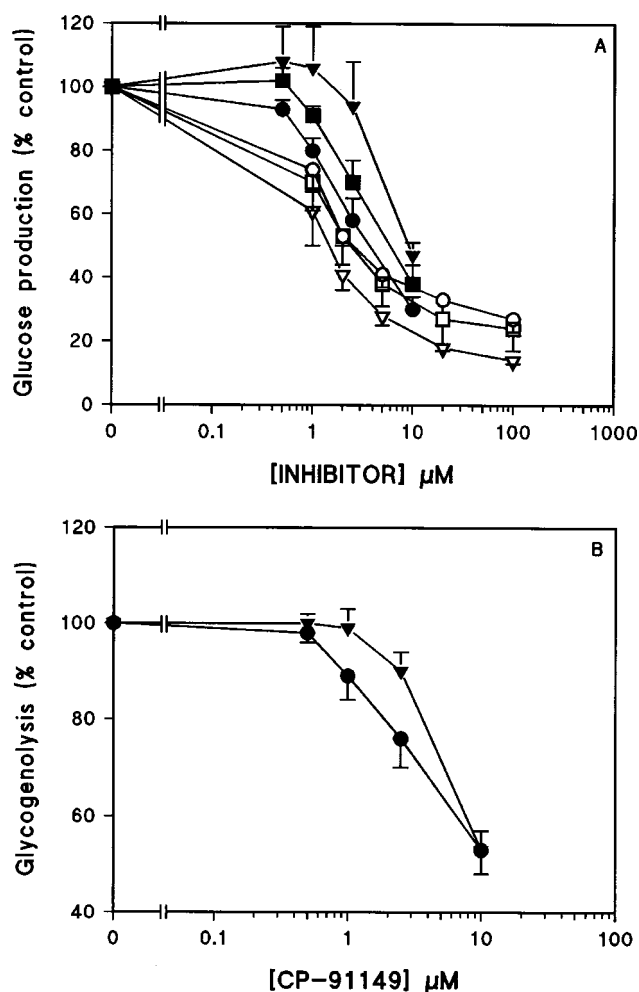 A
Glucose production (% control)
120
100
80
60
40
20
0
0 0.1 1 10 100 1000
[INHIBITOR] µM
B
Glycogenolysis (% control)
120
100
80
60
40
0 0.1 1 10 100
[CP-91149] µM